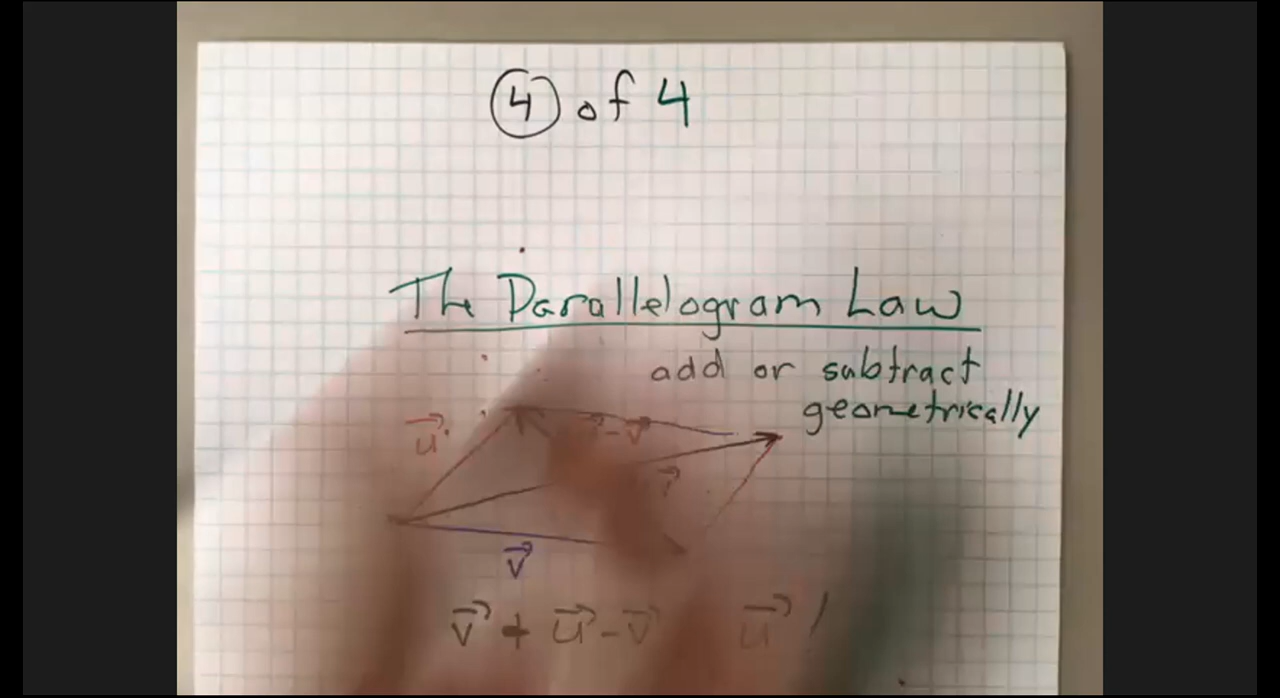 ④ of 4
The Parallelogram Law
add or subtract
geometrically
u⃗
-v⃗
v⃗
v⃗ + u⃗ - v⃗ u⃗ !